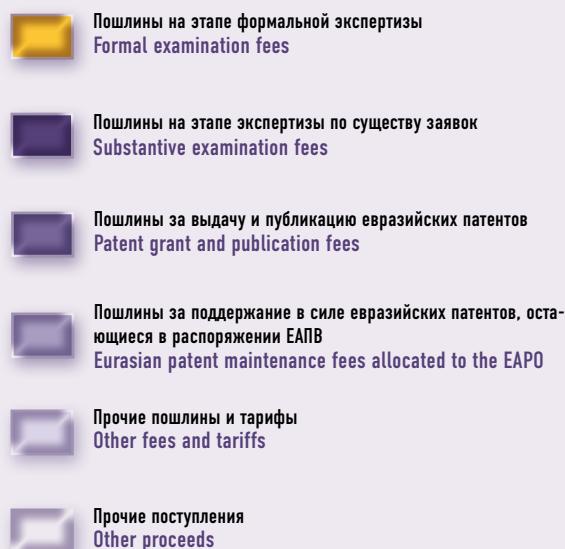 Пошлины на этапе формальной экспертизы
Formal examination fees
Пошлины на этапе экспертизы по существу заявок
Substantive examination fees
Пошлины за выдачу и публикацию евразийских патентов
Patent grant and publication fees
Пошлины за поддержание в силе евразийских патентов, оста-
ющиеся в распоряжении ЕАПВ
Eurasian patent maintenance fees allocated to the EAPO
Прочие пошлины и тарифы
Other fees and tariffs
Прочие поступления
Other proceeds